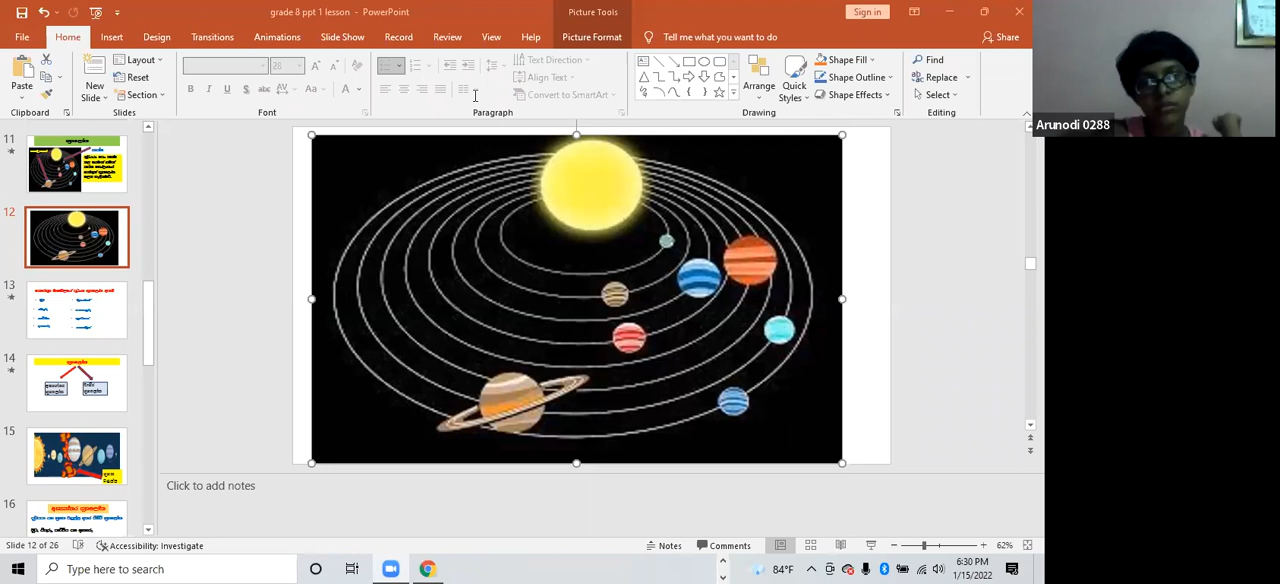 grade 8 ppt 1 lesson - PowerPoint
Picture Tools
Sign in
File
Home
Insert
Design
Transitions
Animations
Slide Show
Record
Review
View
Help
Picture Format
Tell me what you want to do
Share
Paste
New Slide
Layout
Reset
Section
28
B I U S abc AV Aa A
Text Direction
Align Text
Convert to SmartArt
Arrange
Quick Styles
Shape Fill
Shape Outline
Shape Effects
Find
Replace
Select
Clipboard
Slides
Font
Paragraph
Drawing
Editing
Arunodi 0288
11
12
13
14
15
16
Click to add notes
Slide 12 of 26
Accessibility: Investigate
Notes
Comments
62%
Type here to search
84°F
6:30 PM
1/15/2022